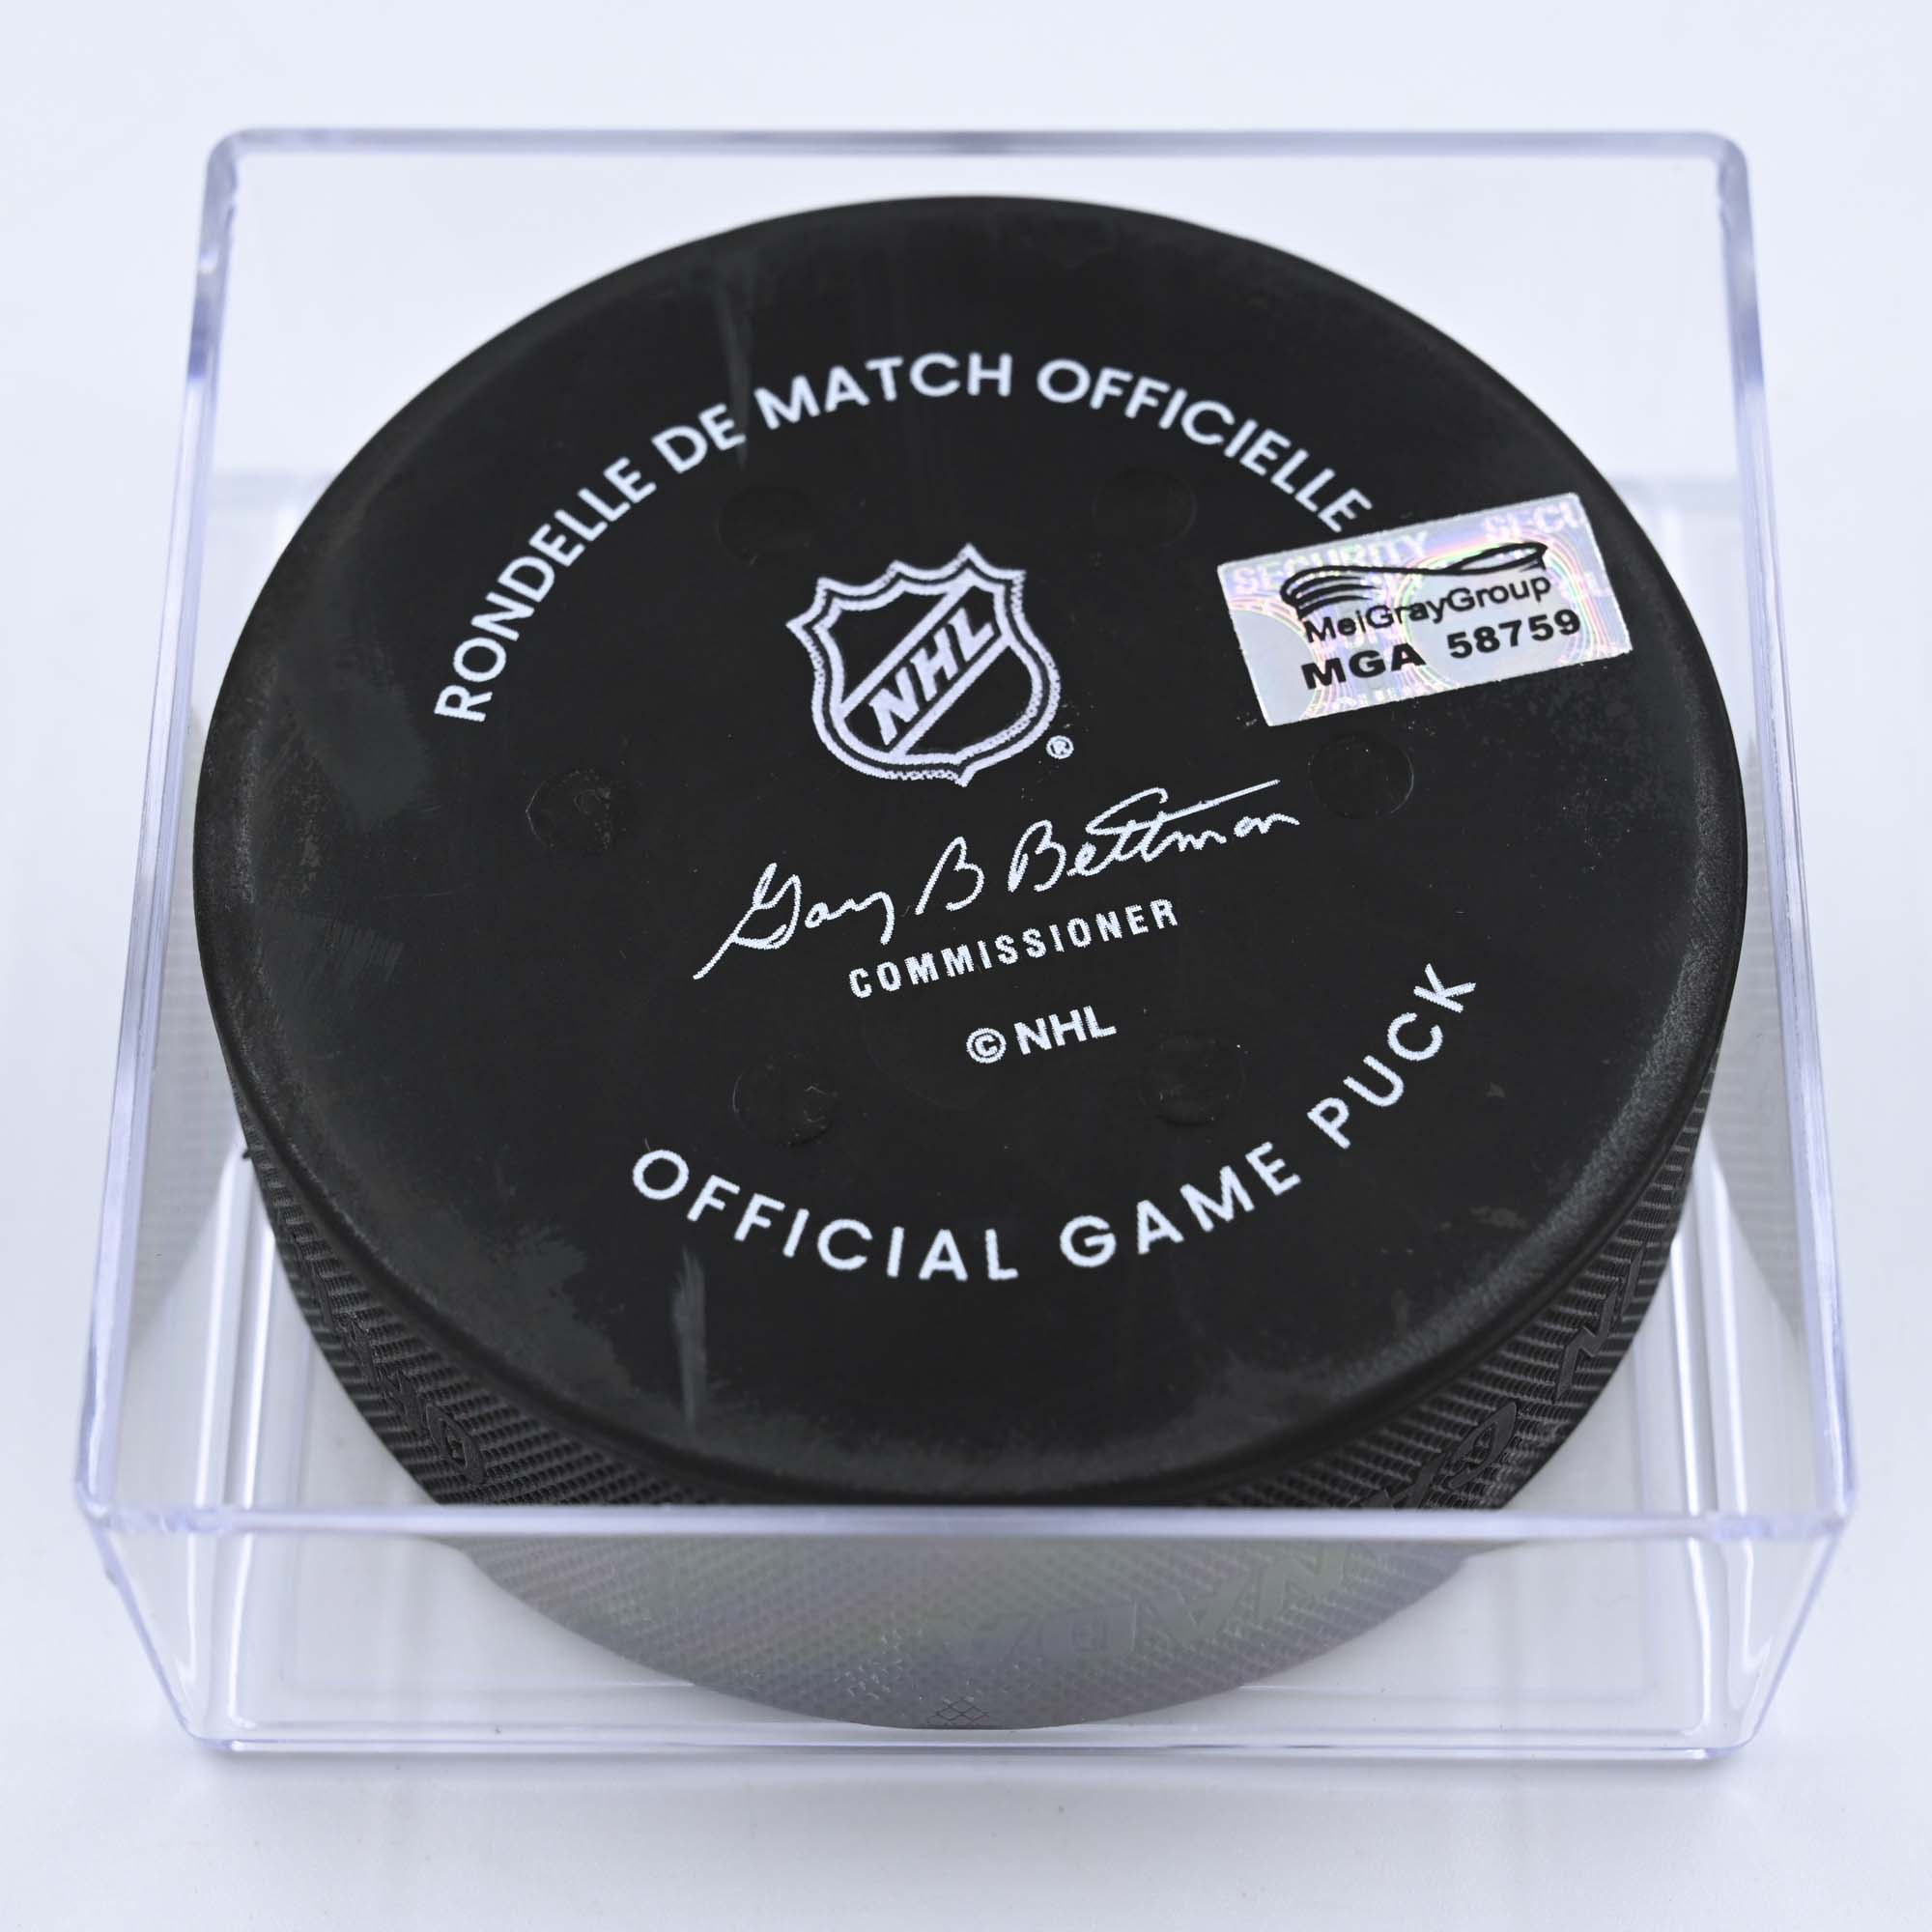 RONDELLE DE MATCH OFFICIELLE
NHL
®
MeiGrayGroup
MGA 58759
Gary B Bettman
COMMISSIONER
© NHL
OFFICIAL GAME PUCK